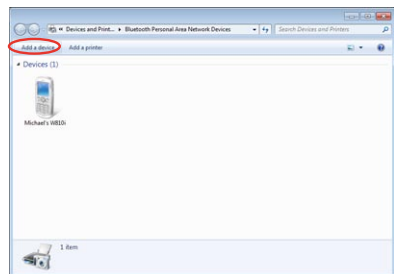 « Devices and Print... ▸ Bluetooth Personal Area Network Devices
Search Devices and Printers
Add a device
Add a printer
Devices (1)
Michael's W810i
1 item